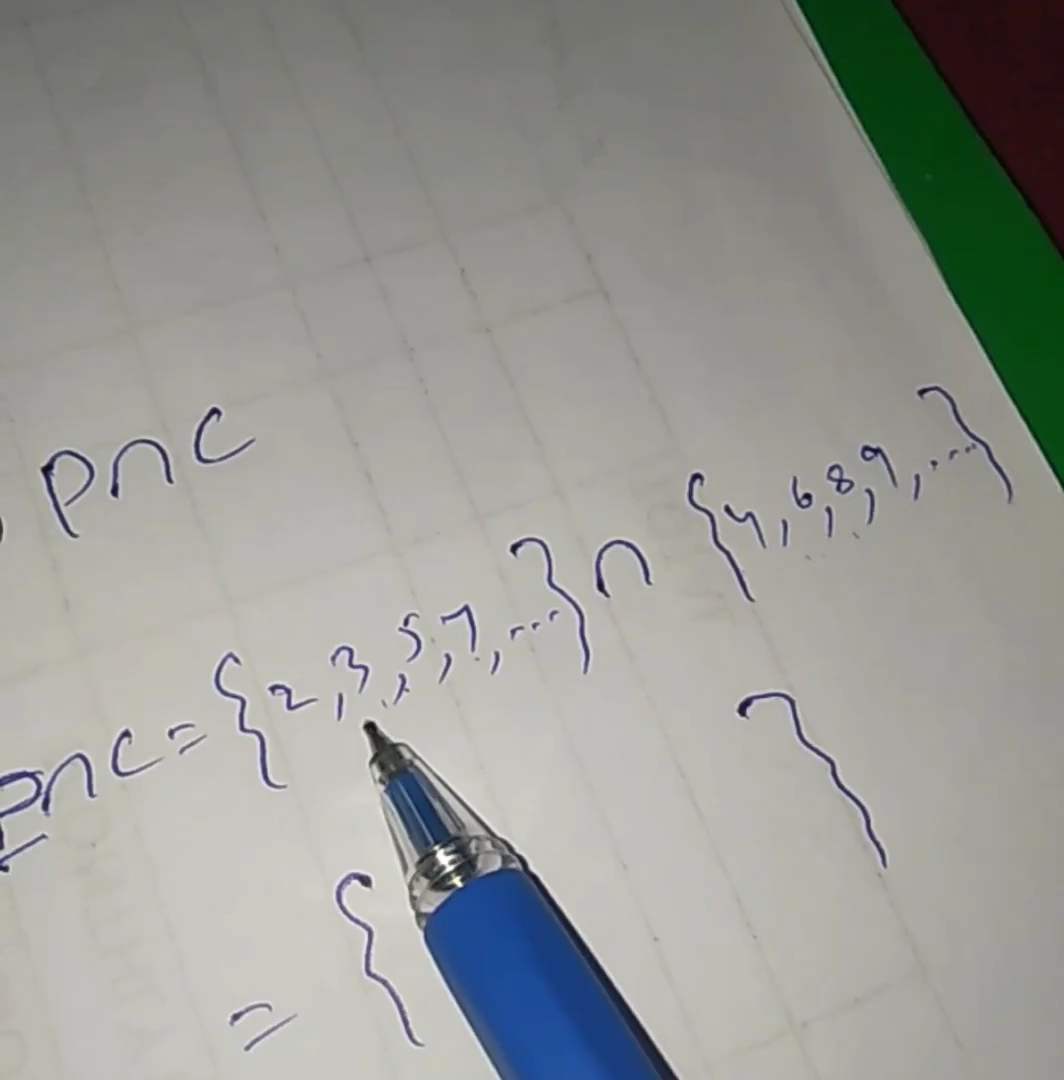 P∩C
P∩C = {2, 3, 5, 7, ...} ∩ {4, 6, 8, 9, ...}
= { }